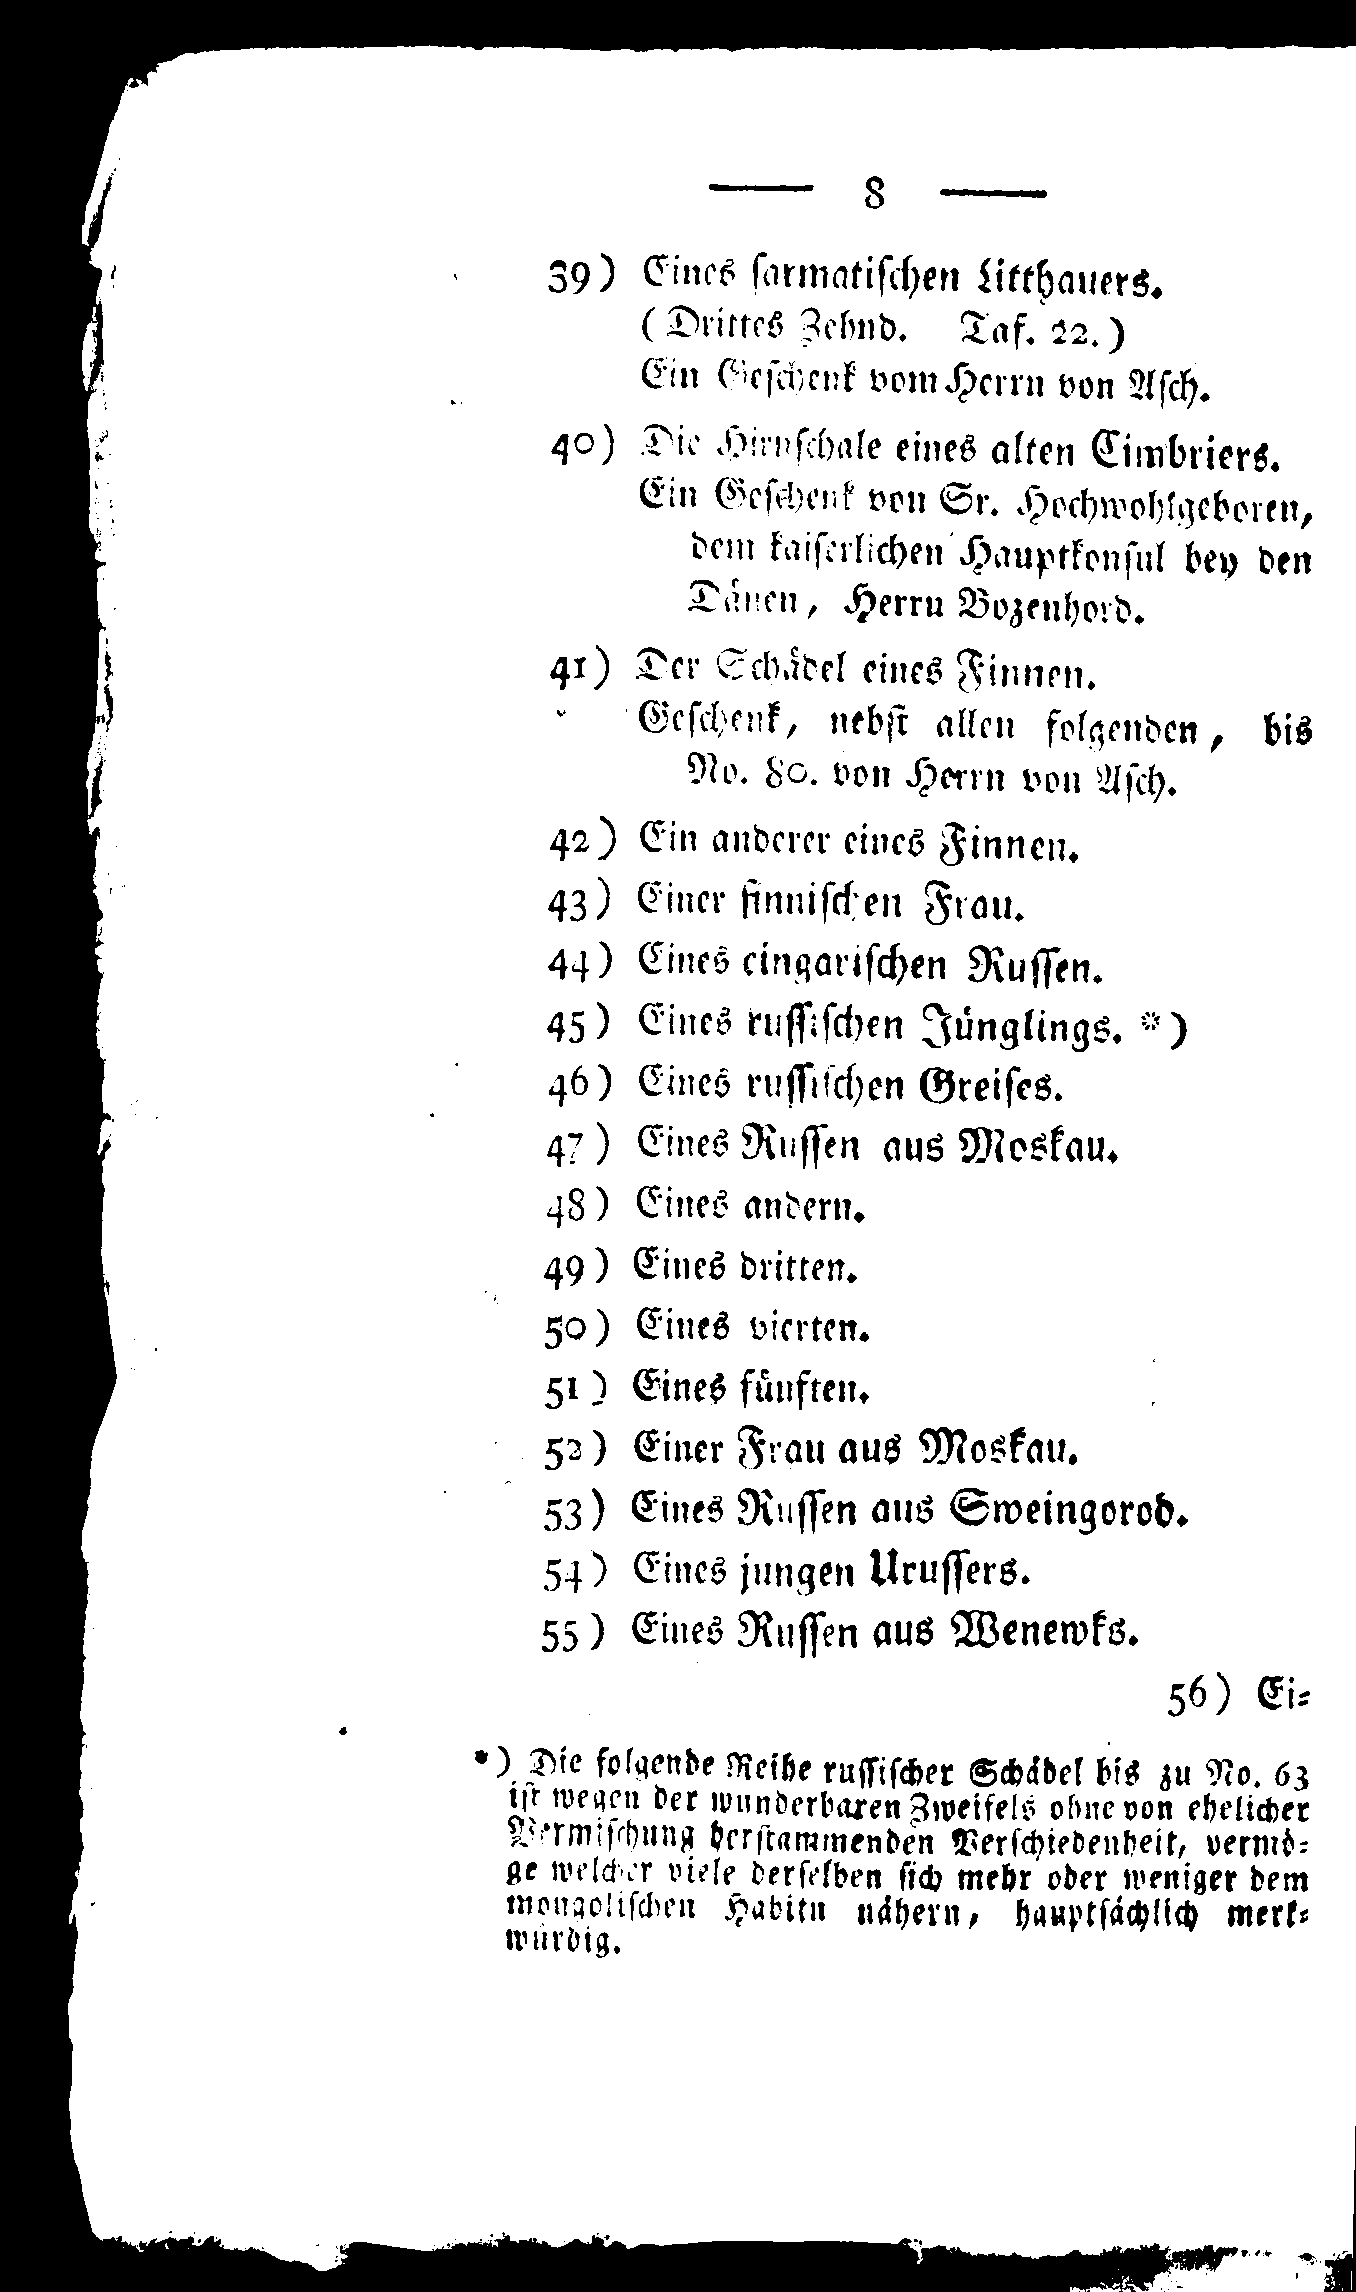 — 8 —
39) Eines sarmatischen Litthauers.
(Drittes Zehnd. Taf. 22.)
Ein Geschenk vom Herrn von Asch.
40) Die Hirnschale eines alten Cimbriers.
Ein Geschenk von Sr. Hochwohlgeboren,
dem kaiserlichen Hauptkonsul bey den
Dänen, Herrn Bozenhord.
41) Der Schädel eines Finnen.
Geschenk, nebst allen folgenden, bis
No. 80. von Herrn von Asch.
42) Ein anderer eines Finnen.
43) Einer finnischen Frau.
44) Eines cingarischen Russen.
45) Eines russischen Jünglings. *)
46) Eines russischen Greises.
47) Eines Russen aus Moskau.
48) Eines andern.
49) Eines dritten.
50) Eines vierten.
51) Eines fünften.
52) Einer Frau aus Moskau.
53) Eines Russen aus Sweingorod.
54) Eines jungen Urussers.
55) Eines Russen aus Wenewks.
56) Ei-
*) Die folgende Reihe russischer Schädel bis zu No. 63
ist wegen der wunderbaren Zweifels ohne von ehelicher
Vermischung herstammenden Verschiedenheit, vermö-
ge welcher viele derselben sich mehr oder weniger dem
mongolischen Habitu nähern, hauptsächlich merk-
würdig.